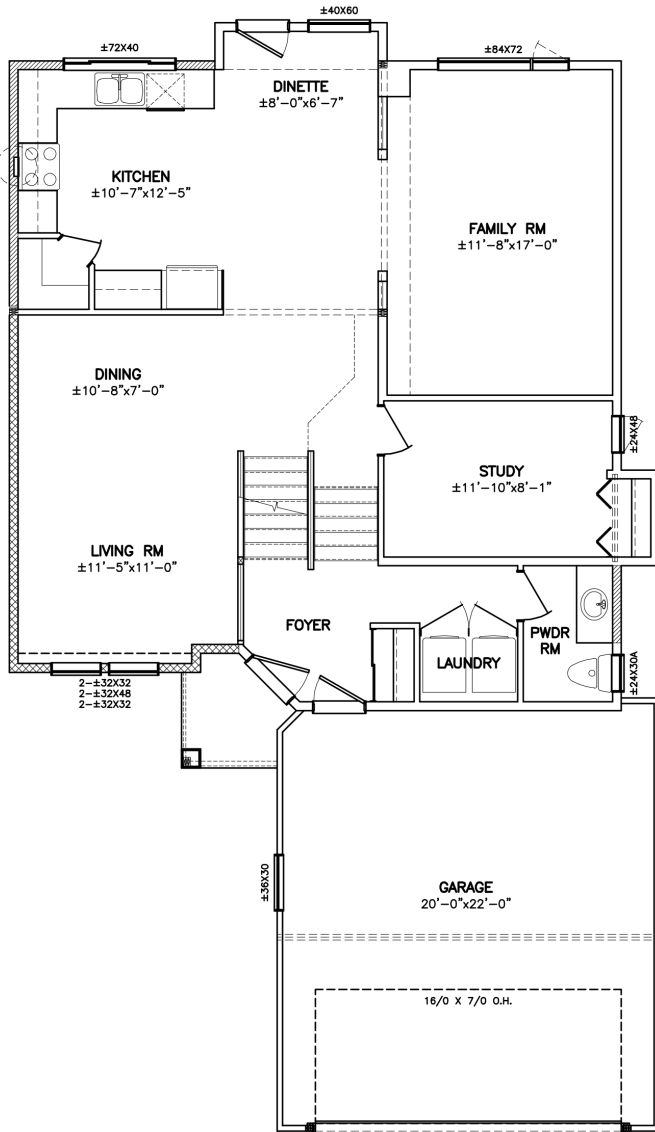 ±40X60
±72X40
±84X72
DINETTE
±8'-0"x6'-7"
KITCHEN
±10'-7"x12'-5"
FAMILY RM
±11'-8"x17'-0"
DINING
±10'-8"x7'-0"
±24X48
STUDY
±11'-10"x8'-1"
LIVING RM
±11'-5"x11'-0"
FOYER
PWDR
RM
LAUNDRY
±24X30A
2-±32X32
2-±32X48
2-±32X32
±36X30
GARAGE
20'-0"x22'-0"
16/0 X 7/0 O.H.